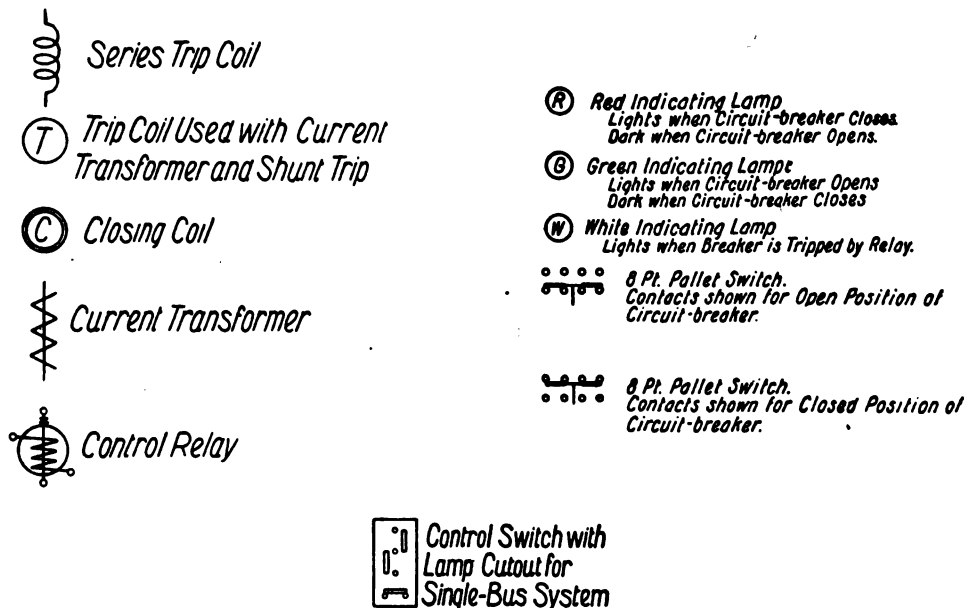 Series Trip Coil
T Trip Coil Used with Current
Transformer and Shunt Trip
C Closing Coil
Current Transformer
Control Relay
R Red Indicating Lamp
Lights when Circuit-breaker Closes.
Dark when Circuit-breaker Opens.
G Green Indicating Lamp
Lights when Circuit-breaker Opens
Dark when Circuit-breaker Closes
W White Indicating Lamp
Lights when Breaker is Tripped by Relay.
8 Pt. Pallet Switch.
Contacts shown for Open Position of
Circuit-breaker.
8 Pt. Pallet Switch.
Contacts shown for Closed Position of
Circuit-breaker.
Control Switch with
Lamp Cutout for
Single-Bus System